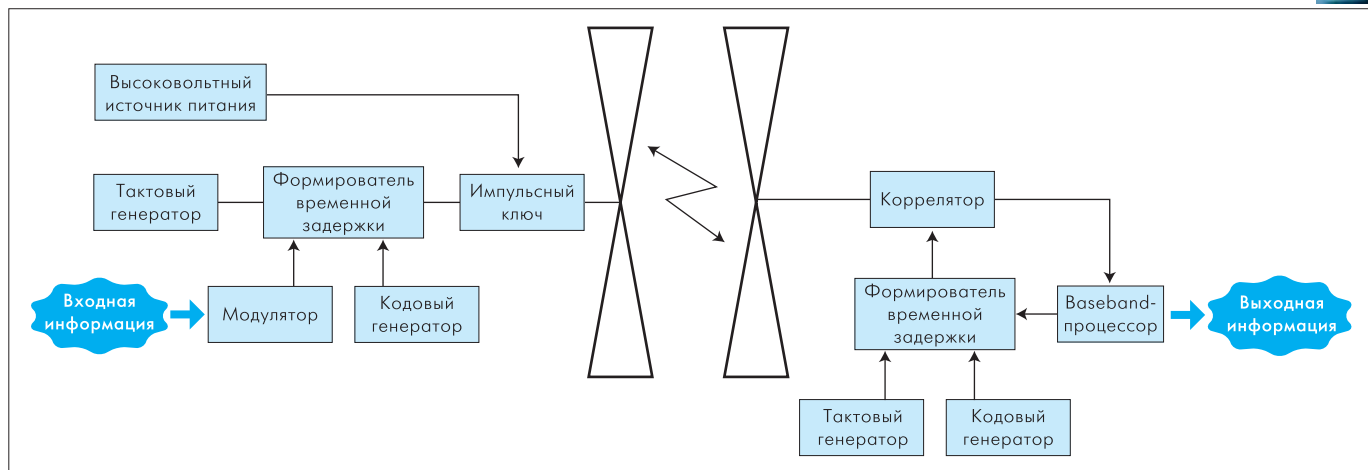 Высоковольтный
источник питания
Тактовый
генератор
Формирователь
временной
задержки
Импульсный
ключ
Входная
информация
Модулятор
Кодовый
генератор
Коррелятор
Формирователь
временной
задержки
Baseband-
процессор
Выходная
информация
Тактовый
генератор
Кодовый
генератор